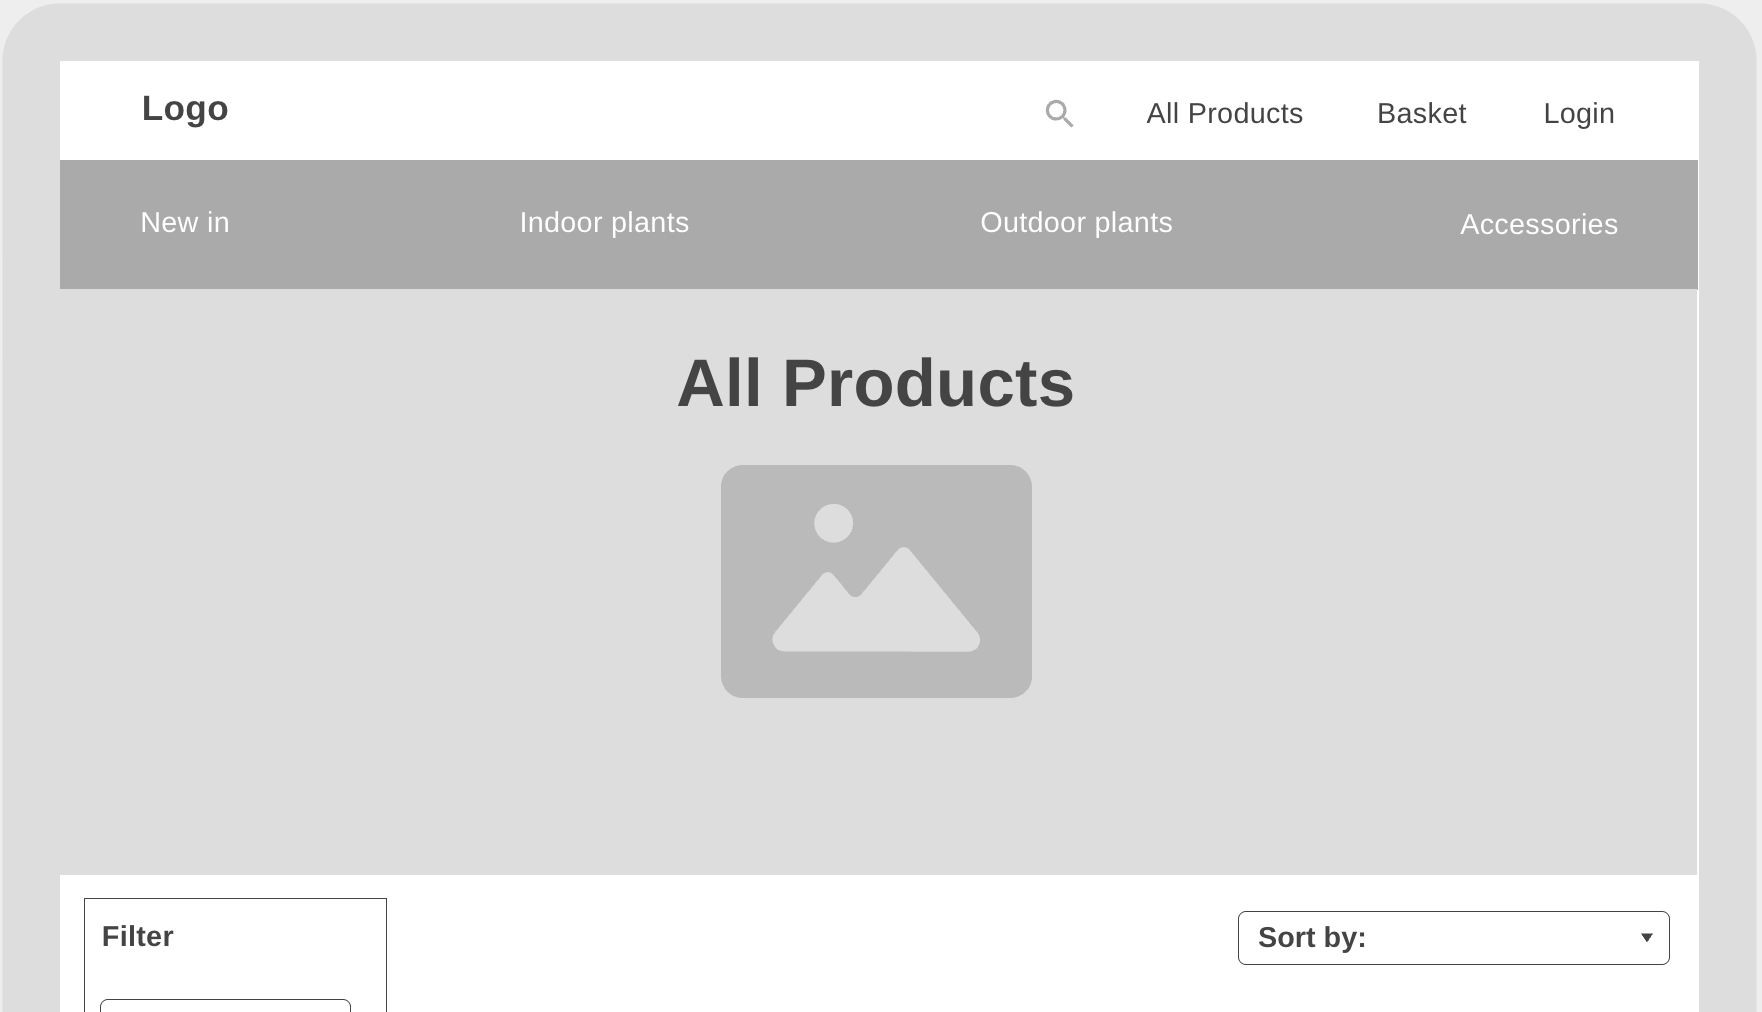 Logo
All Products
Basket
Login
New in
Indoor plants
Outdoor plants
Accessories
All Products
Filter
Sort by: